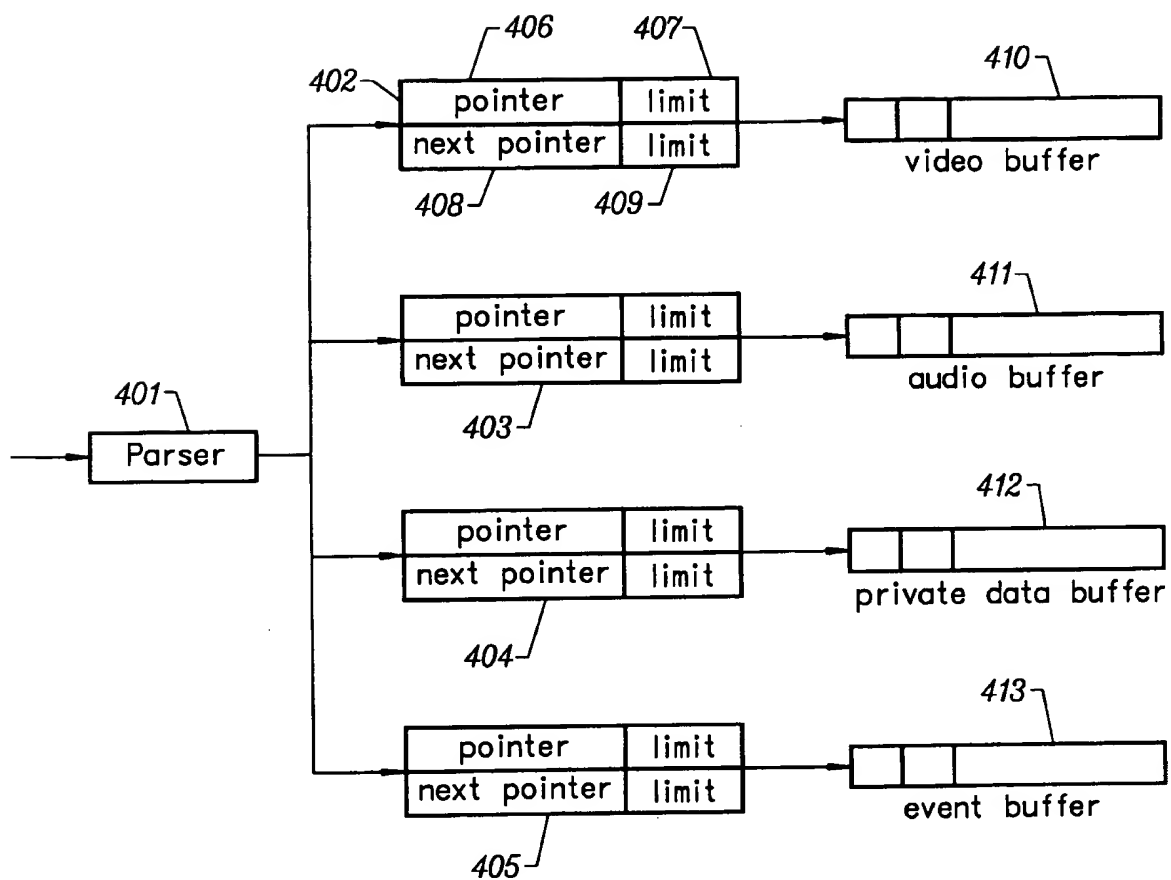 406
407
402
410
pointer limit
next pointer limit
video buffer
408
409
411
pointer limit
next pointer limit
audio buffer
401
403
Parser
412
pointer limit
next pointer limit
private data buffer
404
413
pointer limit
next pointer limit
event buffer
405